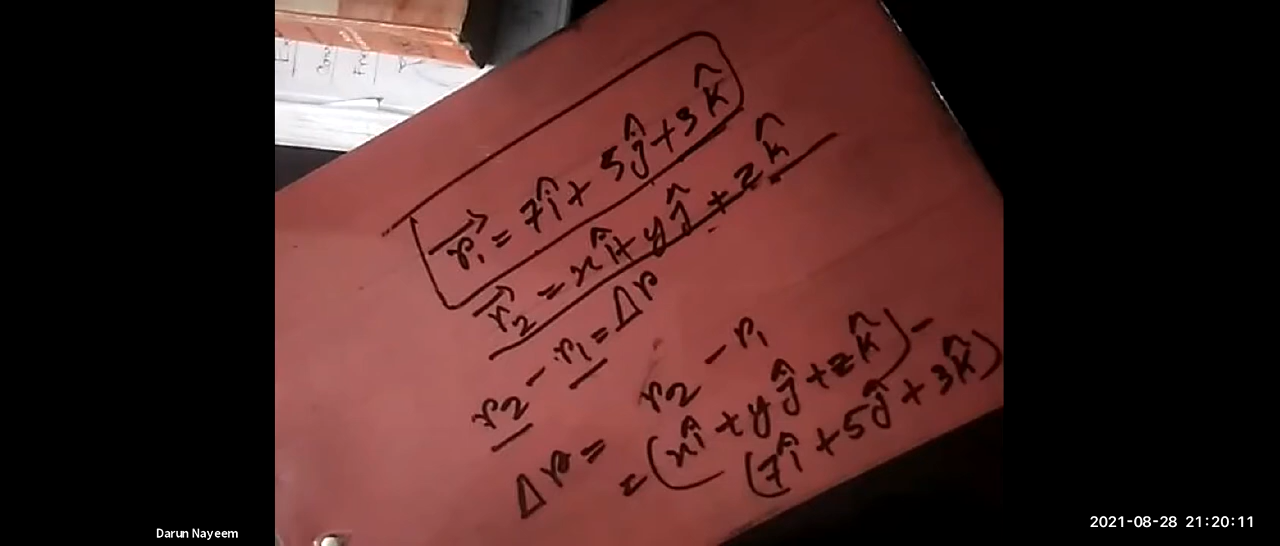 r₁ = 7î + 5ĵ + 3k̂
r₂ = xî + yĵ + zk̂
r₂ - r₁ = Δr
Δr = r₂ - r₁
= (xî + yĵ + zk̂) -
(7î + 5ĵ + 3k̂)
Darun Nayeem
2021-08-28 21:20:11